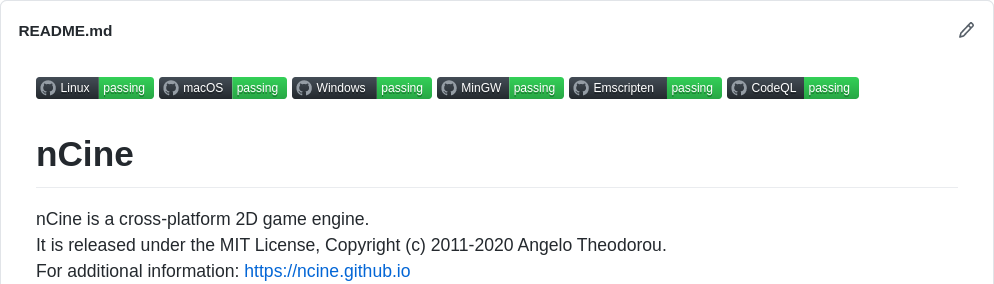 README.md
Linux passing macOS passing Windows passing MinGW passing Emscripten passing CodeQL passing
nCine
nCine is a cross-platform 2D game engine.
It is released under the MIT License, Copyright (c) 2011-2020 Angelo Theodorou.
For additional information: https://ncine.github.io